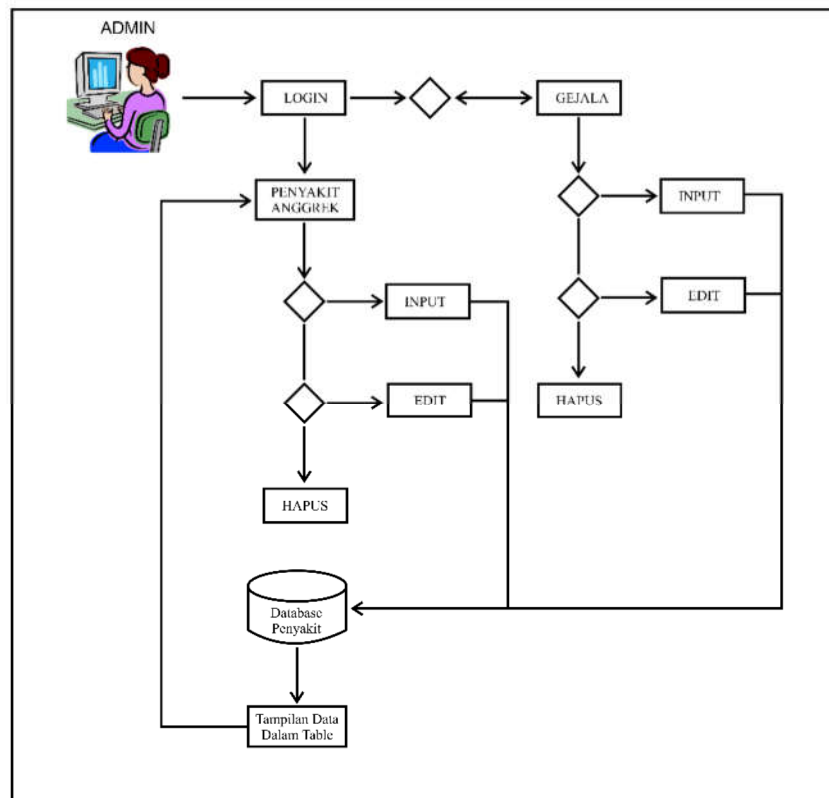 ADMIN
LOGIN
GEJALA
PENYAKIT
ANGGREK
INPUT
INPUT
EDIT
EDIT
HAPUS
HAPUS
Database
Penyakit
Tampilan Data
Dalam Table